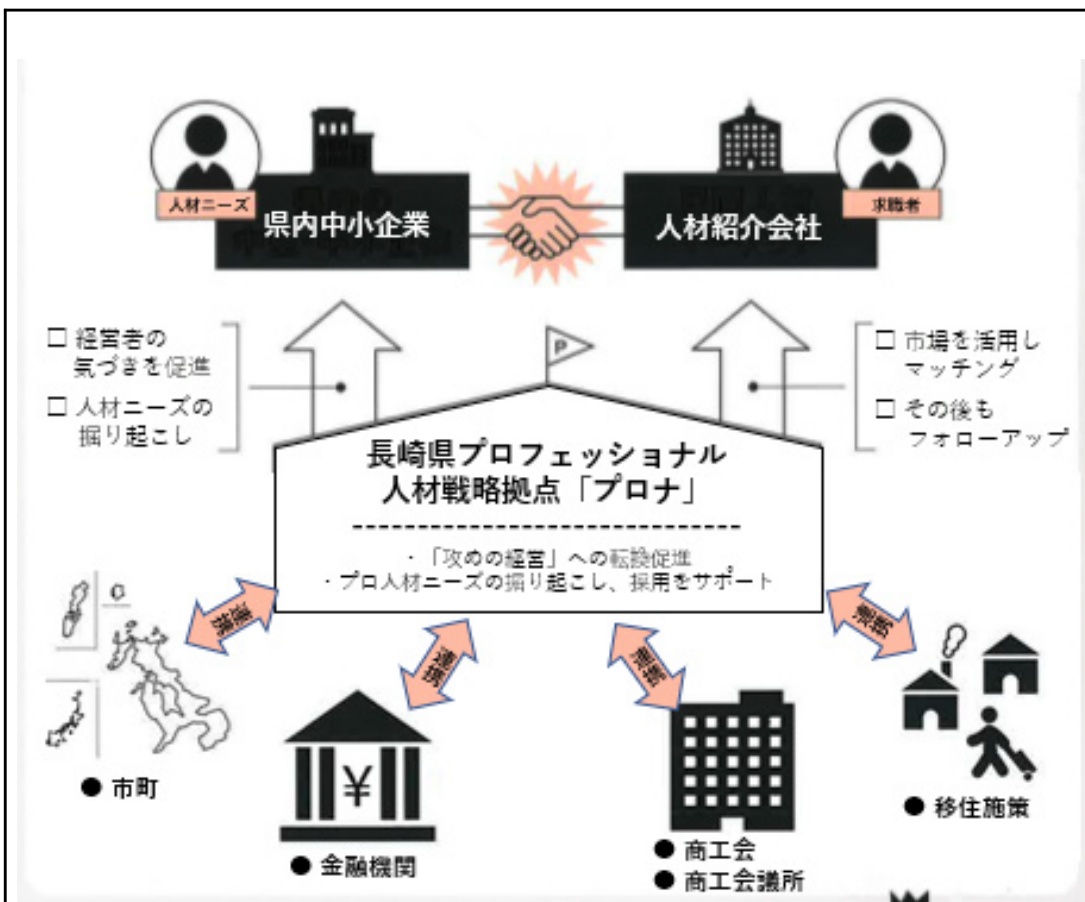 人材ニーズ
県内中小企業
人材紹介会社
求職者
□ 経営者の
気づきを促進
□ 人材ニーズの
掘り起こし
P
□ 市場を活用し
マッチング
□ その後も
フォローアップ
長崎県プロフェッショナル
人材戦略拠点「プロナ」
・「攻めの経営」への転換促進
・プロ人材ニーズの掘り起こし、採用をサポート
連携
連携
連携
連携
¥
● 市町
● 金融機関
● 商工会
● 商工会議所
● 移住施策